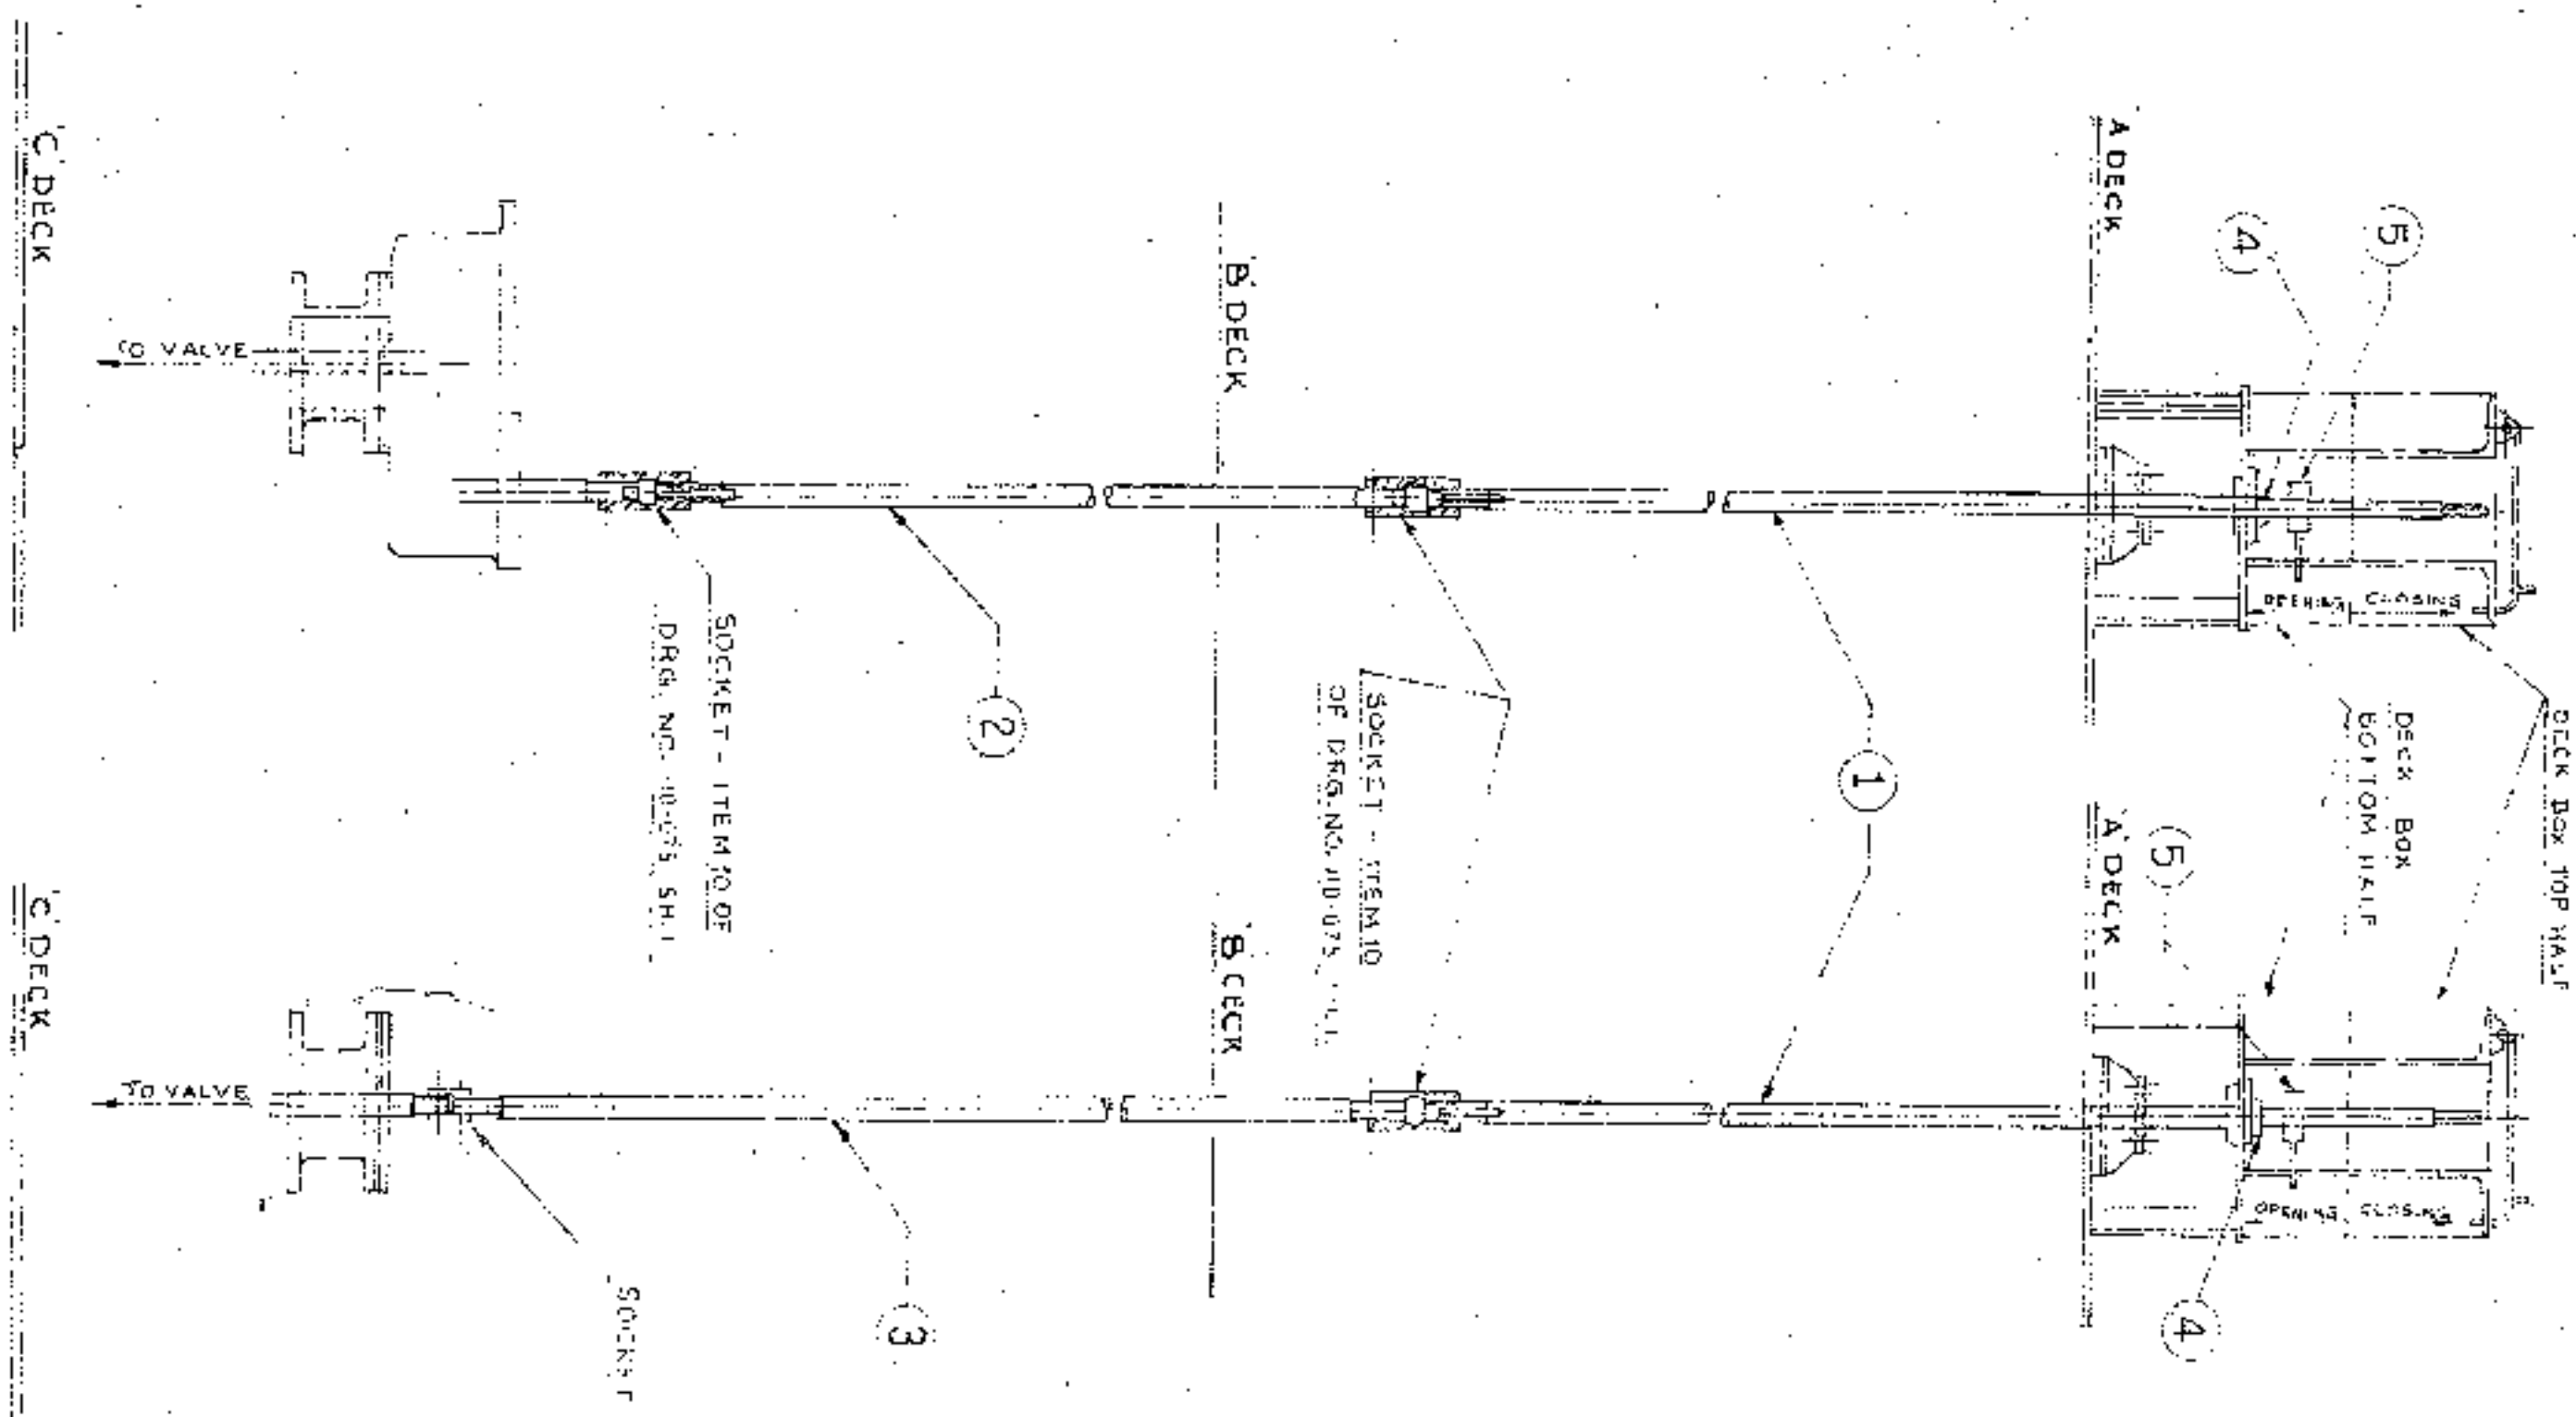 'A' DECK
5
4
OPENING CLOSING
DECK BOX TOP HALF
DECK BOX
BOTTOM HALF
1
'B' DECK
SOCKET - ITEM 10
OF DRG. NO.
2
SOCKET - ITEM 10 OF
DRG. NO. SH. 1
'C' DECK
TO VALVE
'A' DECK
5
4
OPENING CLOSING
'B' DECK
3
SOCKET
'C' DECK
TO VALVE